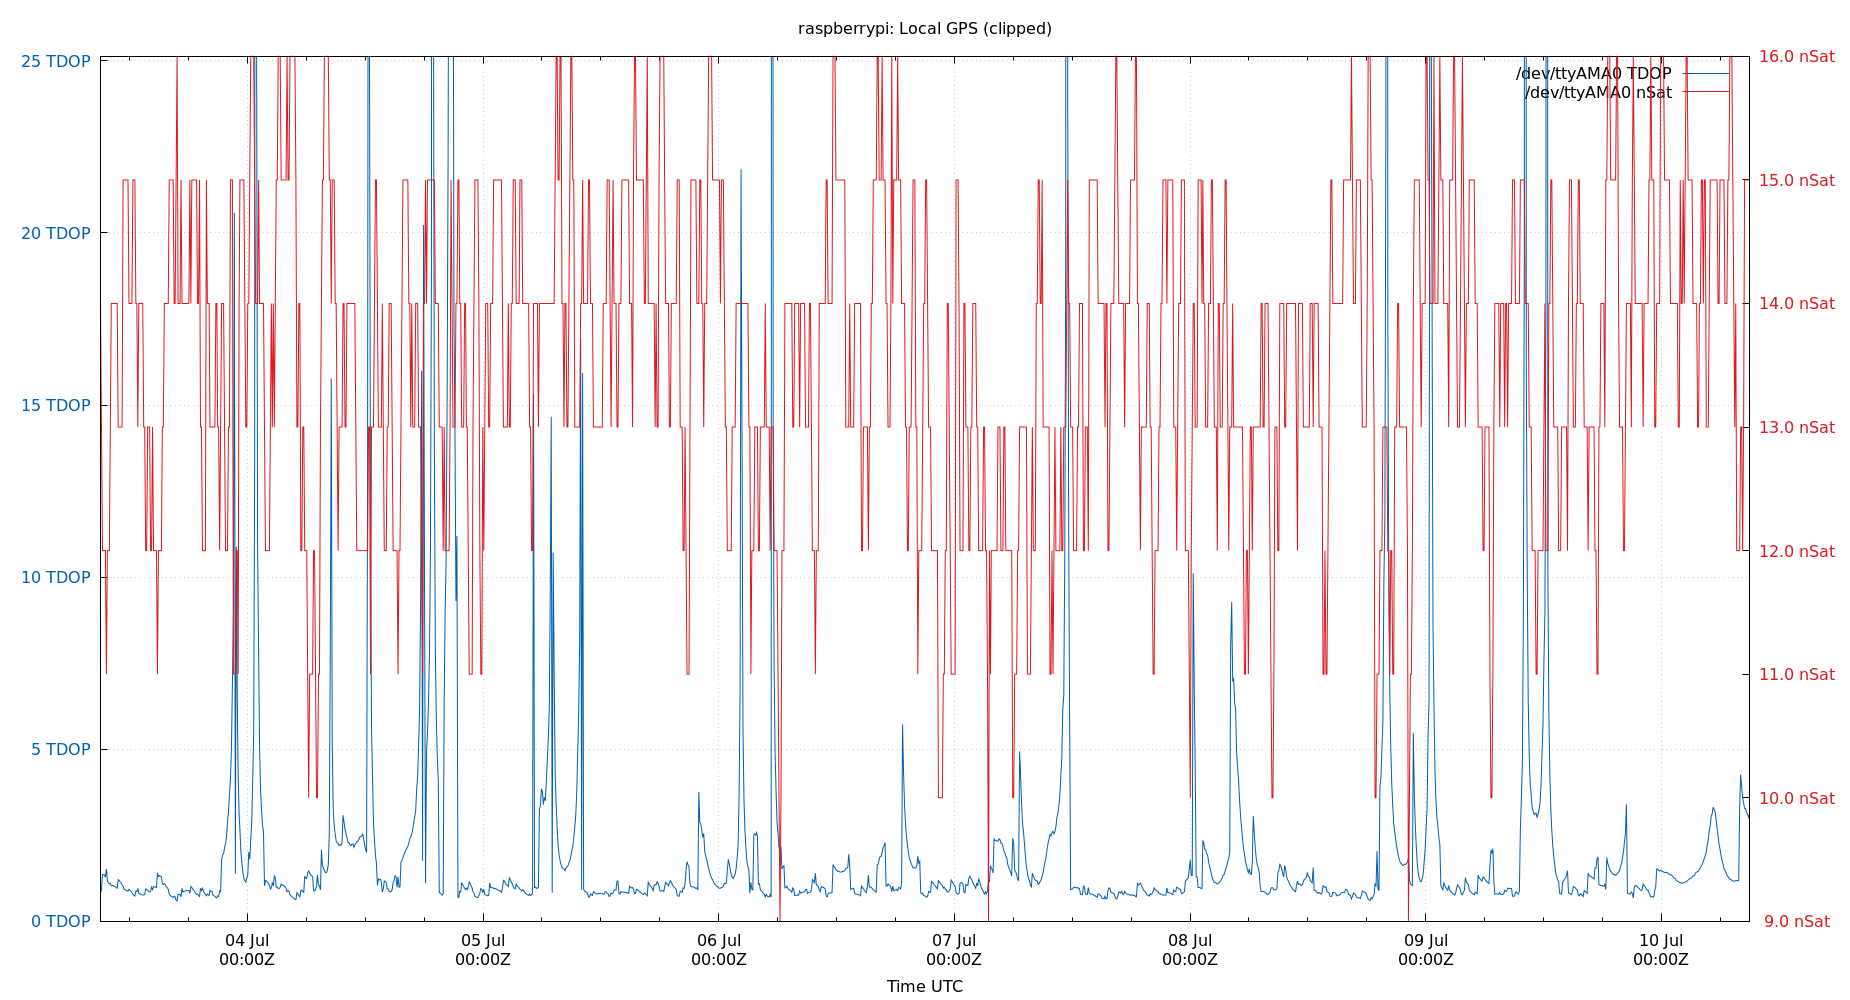 raspberrypi: Local GPS (clipped)
25 TDOP
20 TDOP
15 TDOP
10 TDOP
5 TDOP
0 TDOP
/dev/ttyAMA0 TDOP
/dev/ttyAMA0 nSat
16.0 nSat
15.0 nSat
14.0 nSat
13.0 nSat
12.0 nSat
11.0 nSat
10.0 nSat
9.0 nSat
04 Jul 05 Jul 06 Jul 07 Jul 08 Jul 09 Jul 10 Jul
00:00Z 00:00Z 00:00Z 00:00Z 00:00Z 00:00Z 00:00Z
Time UTC